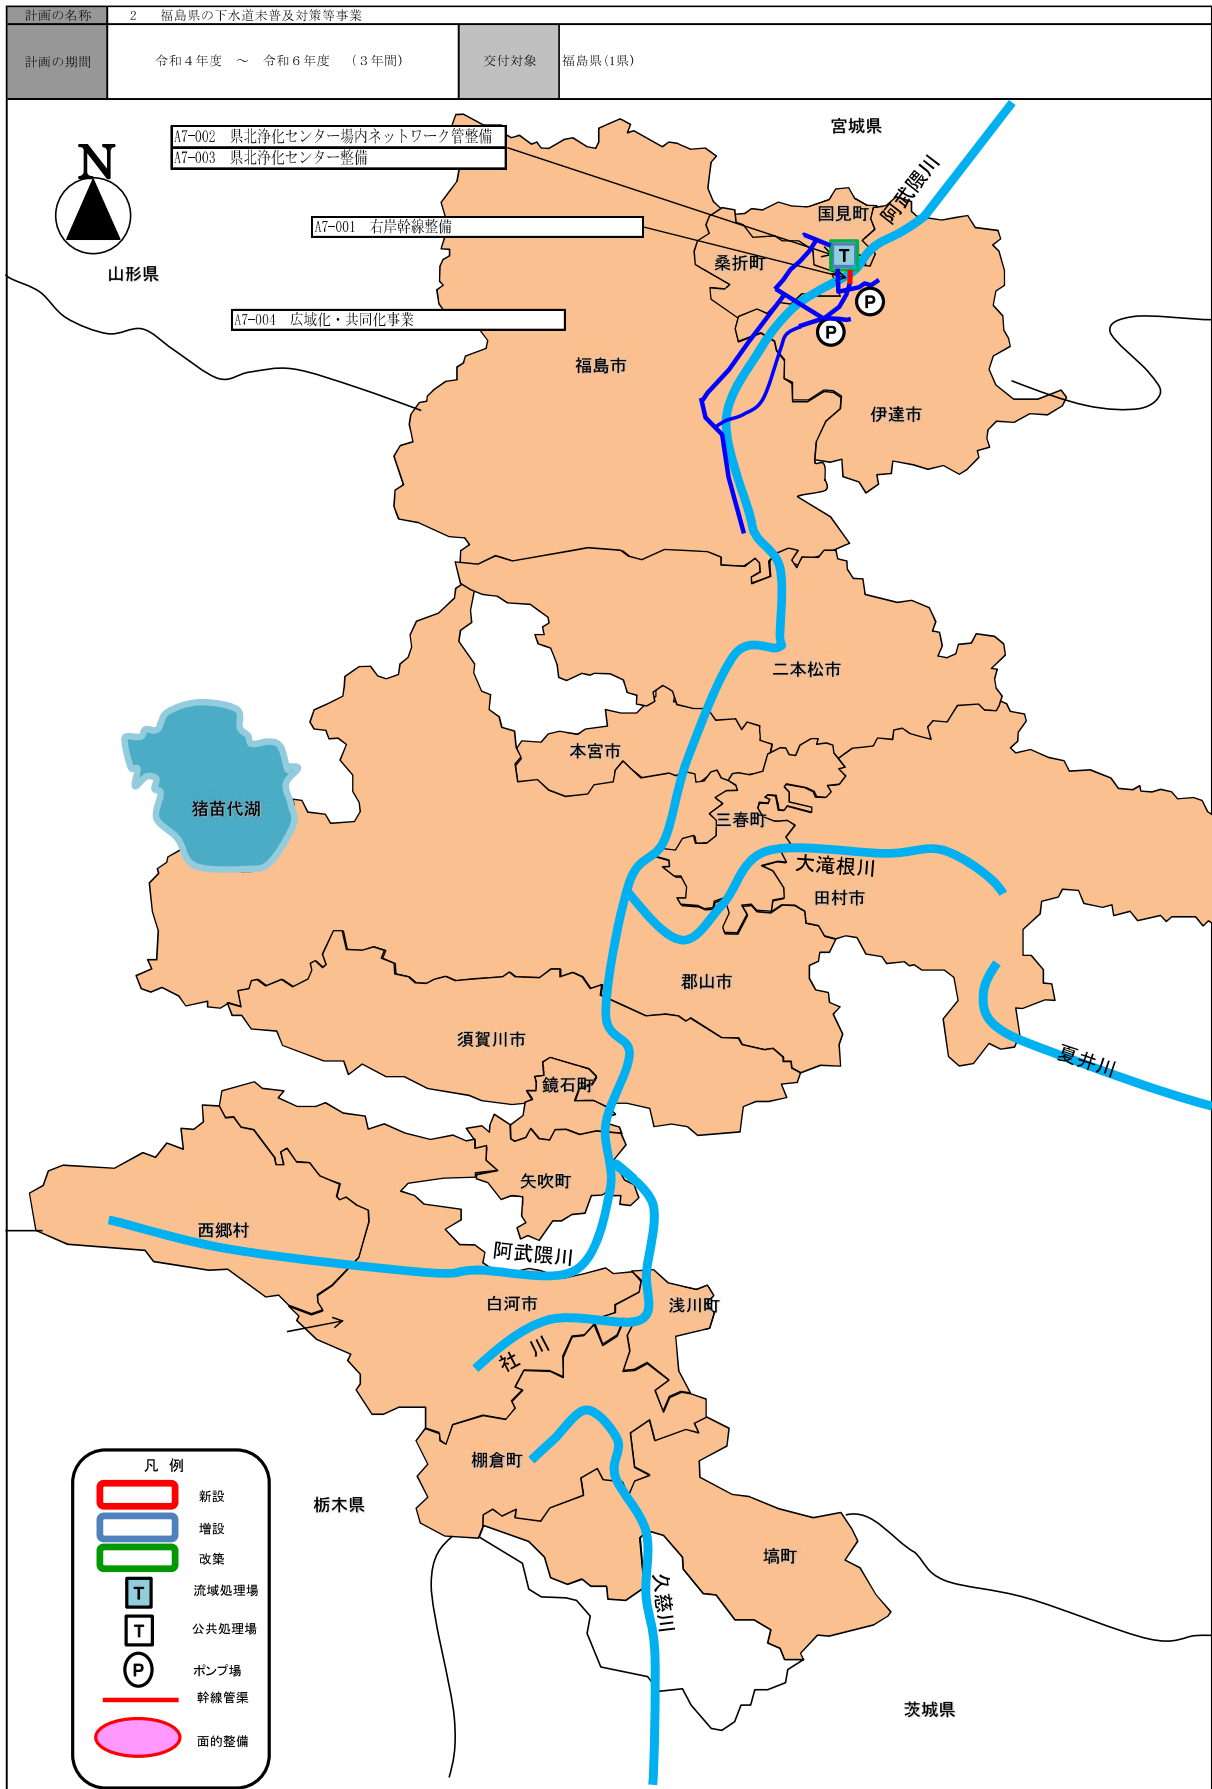 計画の名称 2 福島県の下水道未普及対策等事業
計画の期間 令和4年度 ～ 令和6年度 (3年間) 交付対象 福島県(1県)
宮城県
A7-002 県北浄化センター場内ネットワーク管整備
A7-003 県北浄化センター整備
N
阿武隈川
国見町
A7-001 右岸幹線整備
T
桑折町
山形県
P
A7-004 広域化・共同化事業
P
福島市
伊達市
二本松市
本宮市
猪苗代湖
三春町
大滝根川
田村市
郡山市
須賀川市
夏井川
鏡石町
矢吹町
西郷村
阿武隈川
白河市
浅川町
社川
棚倉町
栃木県
塙町
久慈川
茨城県
凡例
新設
増設
改築
T 流域処理場
T 公共処理場
P ポンプ場
幹線管渠
面的整備